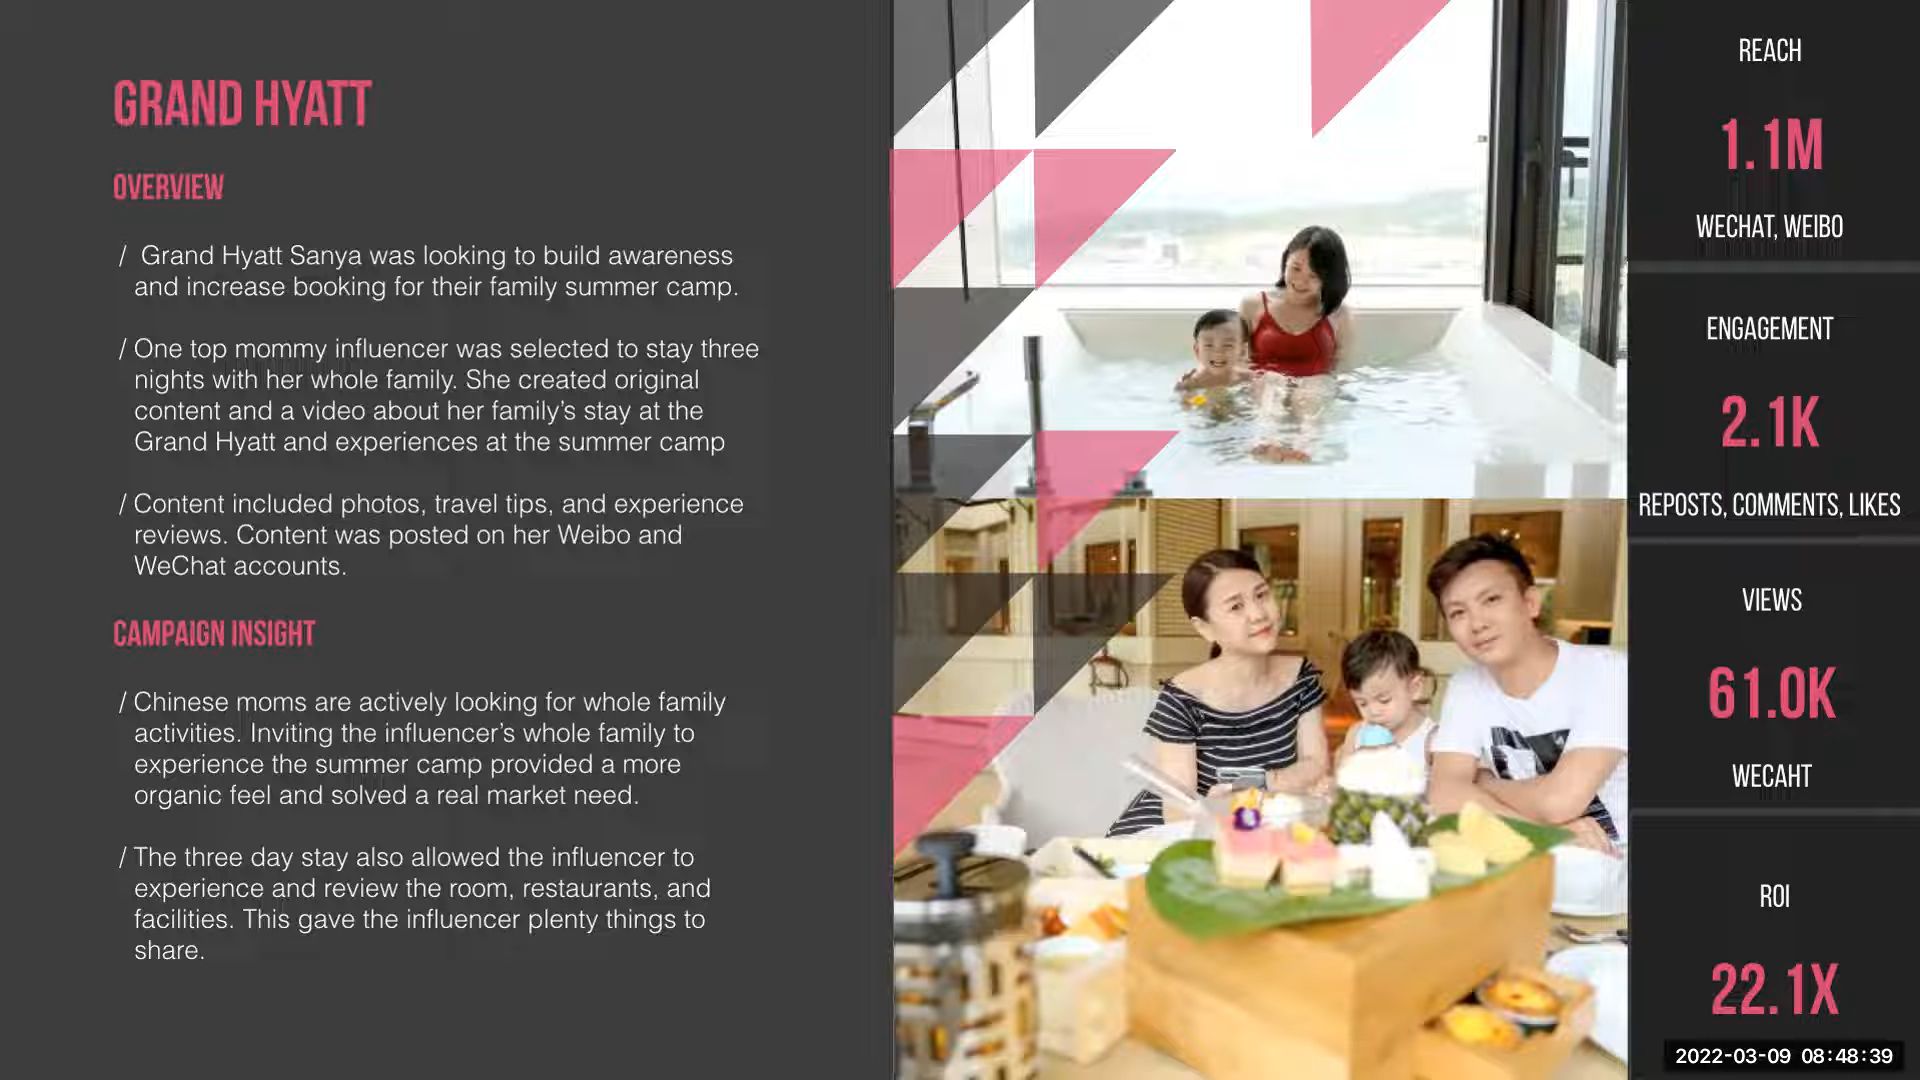 GRAND HYATT
OVERVIEW
/ Grand Hyatt Sanya was looking to build awareness
and increase booking for their family summer camp.
/ One top mommy influencer was selected to stay three
nights with her whole family. She created original
content and a video about her family's stay at the
Grand Hyatt and experiences at the summer camp
/ Content included photos, travel tips, and experience
reviews. Content was posted on her Weibo and
WeChat accounts.
CAMPAIGN INSIGHT
/ Chinese moms are actively looking for whole family
activities. Inviting the influencer's whole family to
experience the summer camp provided a more
organic feel and solved a real market need.
/ The three day stay also allowed the influencer to
experience and review the room, restaurants, and
facilities. This gave the influencer plenty things to
share.
REACH
1.1M
WECHAT, WEIBO
ENGAGEMENT
2.1K
REPOSTS, COMMENTS, LIKES
VIEWS
61.0K
WECAHT
ROI
22.1X
2022-03-09 08:48:39